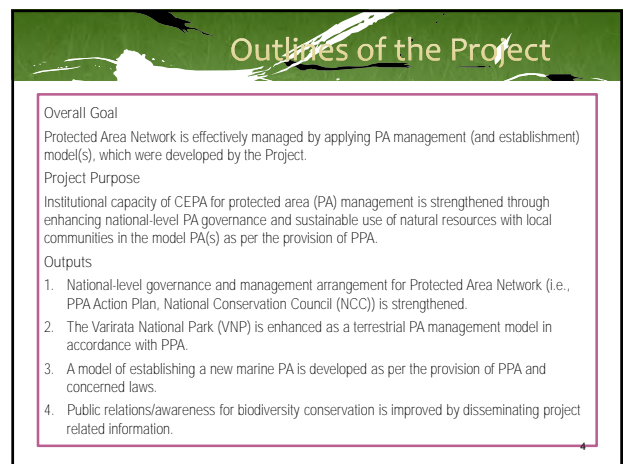 Outlines of the Project
Overall Goal
Protected Area Network is effectively managed by applying PA management (and establishment)
model(s), which were developed by the Project.
Project Purpose
Institutional capacity of CEPA for protected area (PA) management is strengthened through
enhancing national-level PA governance and sustainable use of natural resources with local
communities in the model PA(s) as per the provision of PPA.
Outputs
1. National-level governance and management arrangement for Protected Area Network (i.e.,
PPA Action Plan, National Conservation Council (NCC)) is strengthened.
2. The Varirata National Park (VNP) is enhanced as a terrestrial PA management model in
accordance with PPA.
3. A model of establishing a new marine PA is developed as per the provision of PPA and
concerned laws.
4. Public relations/awareness for biodiversity conservation is improved by disseminating project
related information.
4